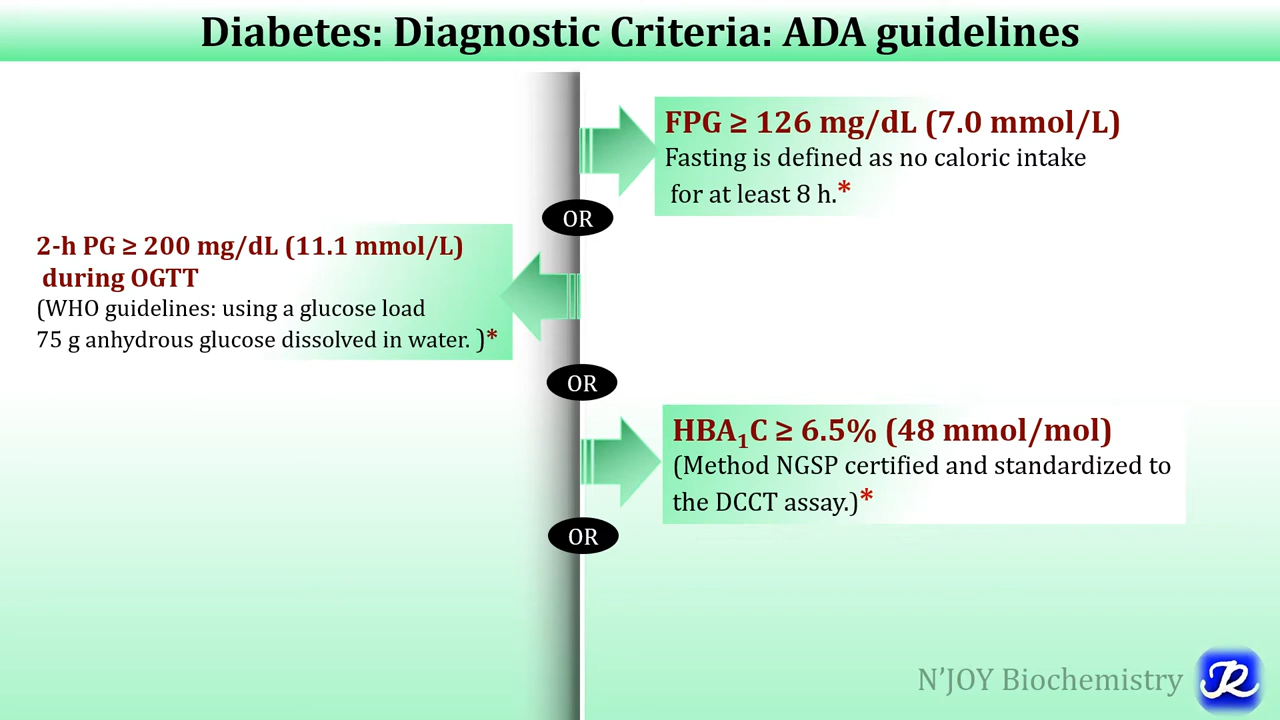 Diabetes: Diagnostic Criteria: ADA guidelines
FPG ≥ 126 mg/dL (7.0 mmol/L)
Fasting is defined as no caloric intake
for at least 8 h.*
OR
2-h PG ≥ 200 mg/dL (11.1 mmol/L)
during OGTT
(WHO guidelines: using a glucose load
75 g anhydrous glucose dissolved in water. )*
OR
HBA₁C ≥ 6.5% (48 mmol/mol)
(Method NGSP certified and standardized to
the DCCT assay.)*
OR
N’JOY Biochemistry